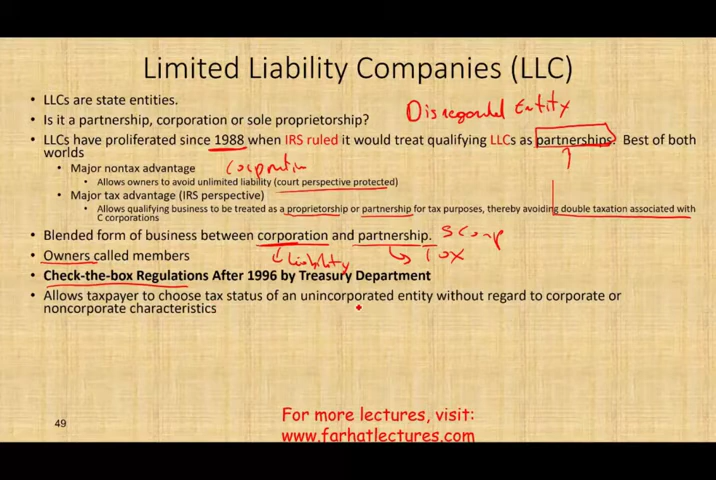 Limited Liability Companies (LLC)
• LLCs are state entities.
Disregarded Entity
• Is it a partnership, corporation or sole proprietorship?
• LLCs have proliferated since 1988 when IRS ruled it would treat qualifying LLCs as partnerships. Best of both
worlds
• Major nontax advantage
Corporation
• Allows owners to avoid unlimited liability (court perspective protected)
• Major tax advantage (IRS perspective)
• Allows qualifying business to be treated as a proprietorship or partnership for tax purposes, thereby avoiding double taxation associated with
C corporations
• Blended form of business between corporation and partnership.
S Corp
• Owners called members
Liability
Tax
• Check-the-box Regulations After 1996 by Treasury Department
• Allows taxpayer to choose tax status of an unincorporated entity without regard to corporate or
noncorporate characteristics
49
For more lectures, visit:
www.farhatlectures.com